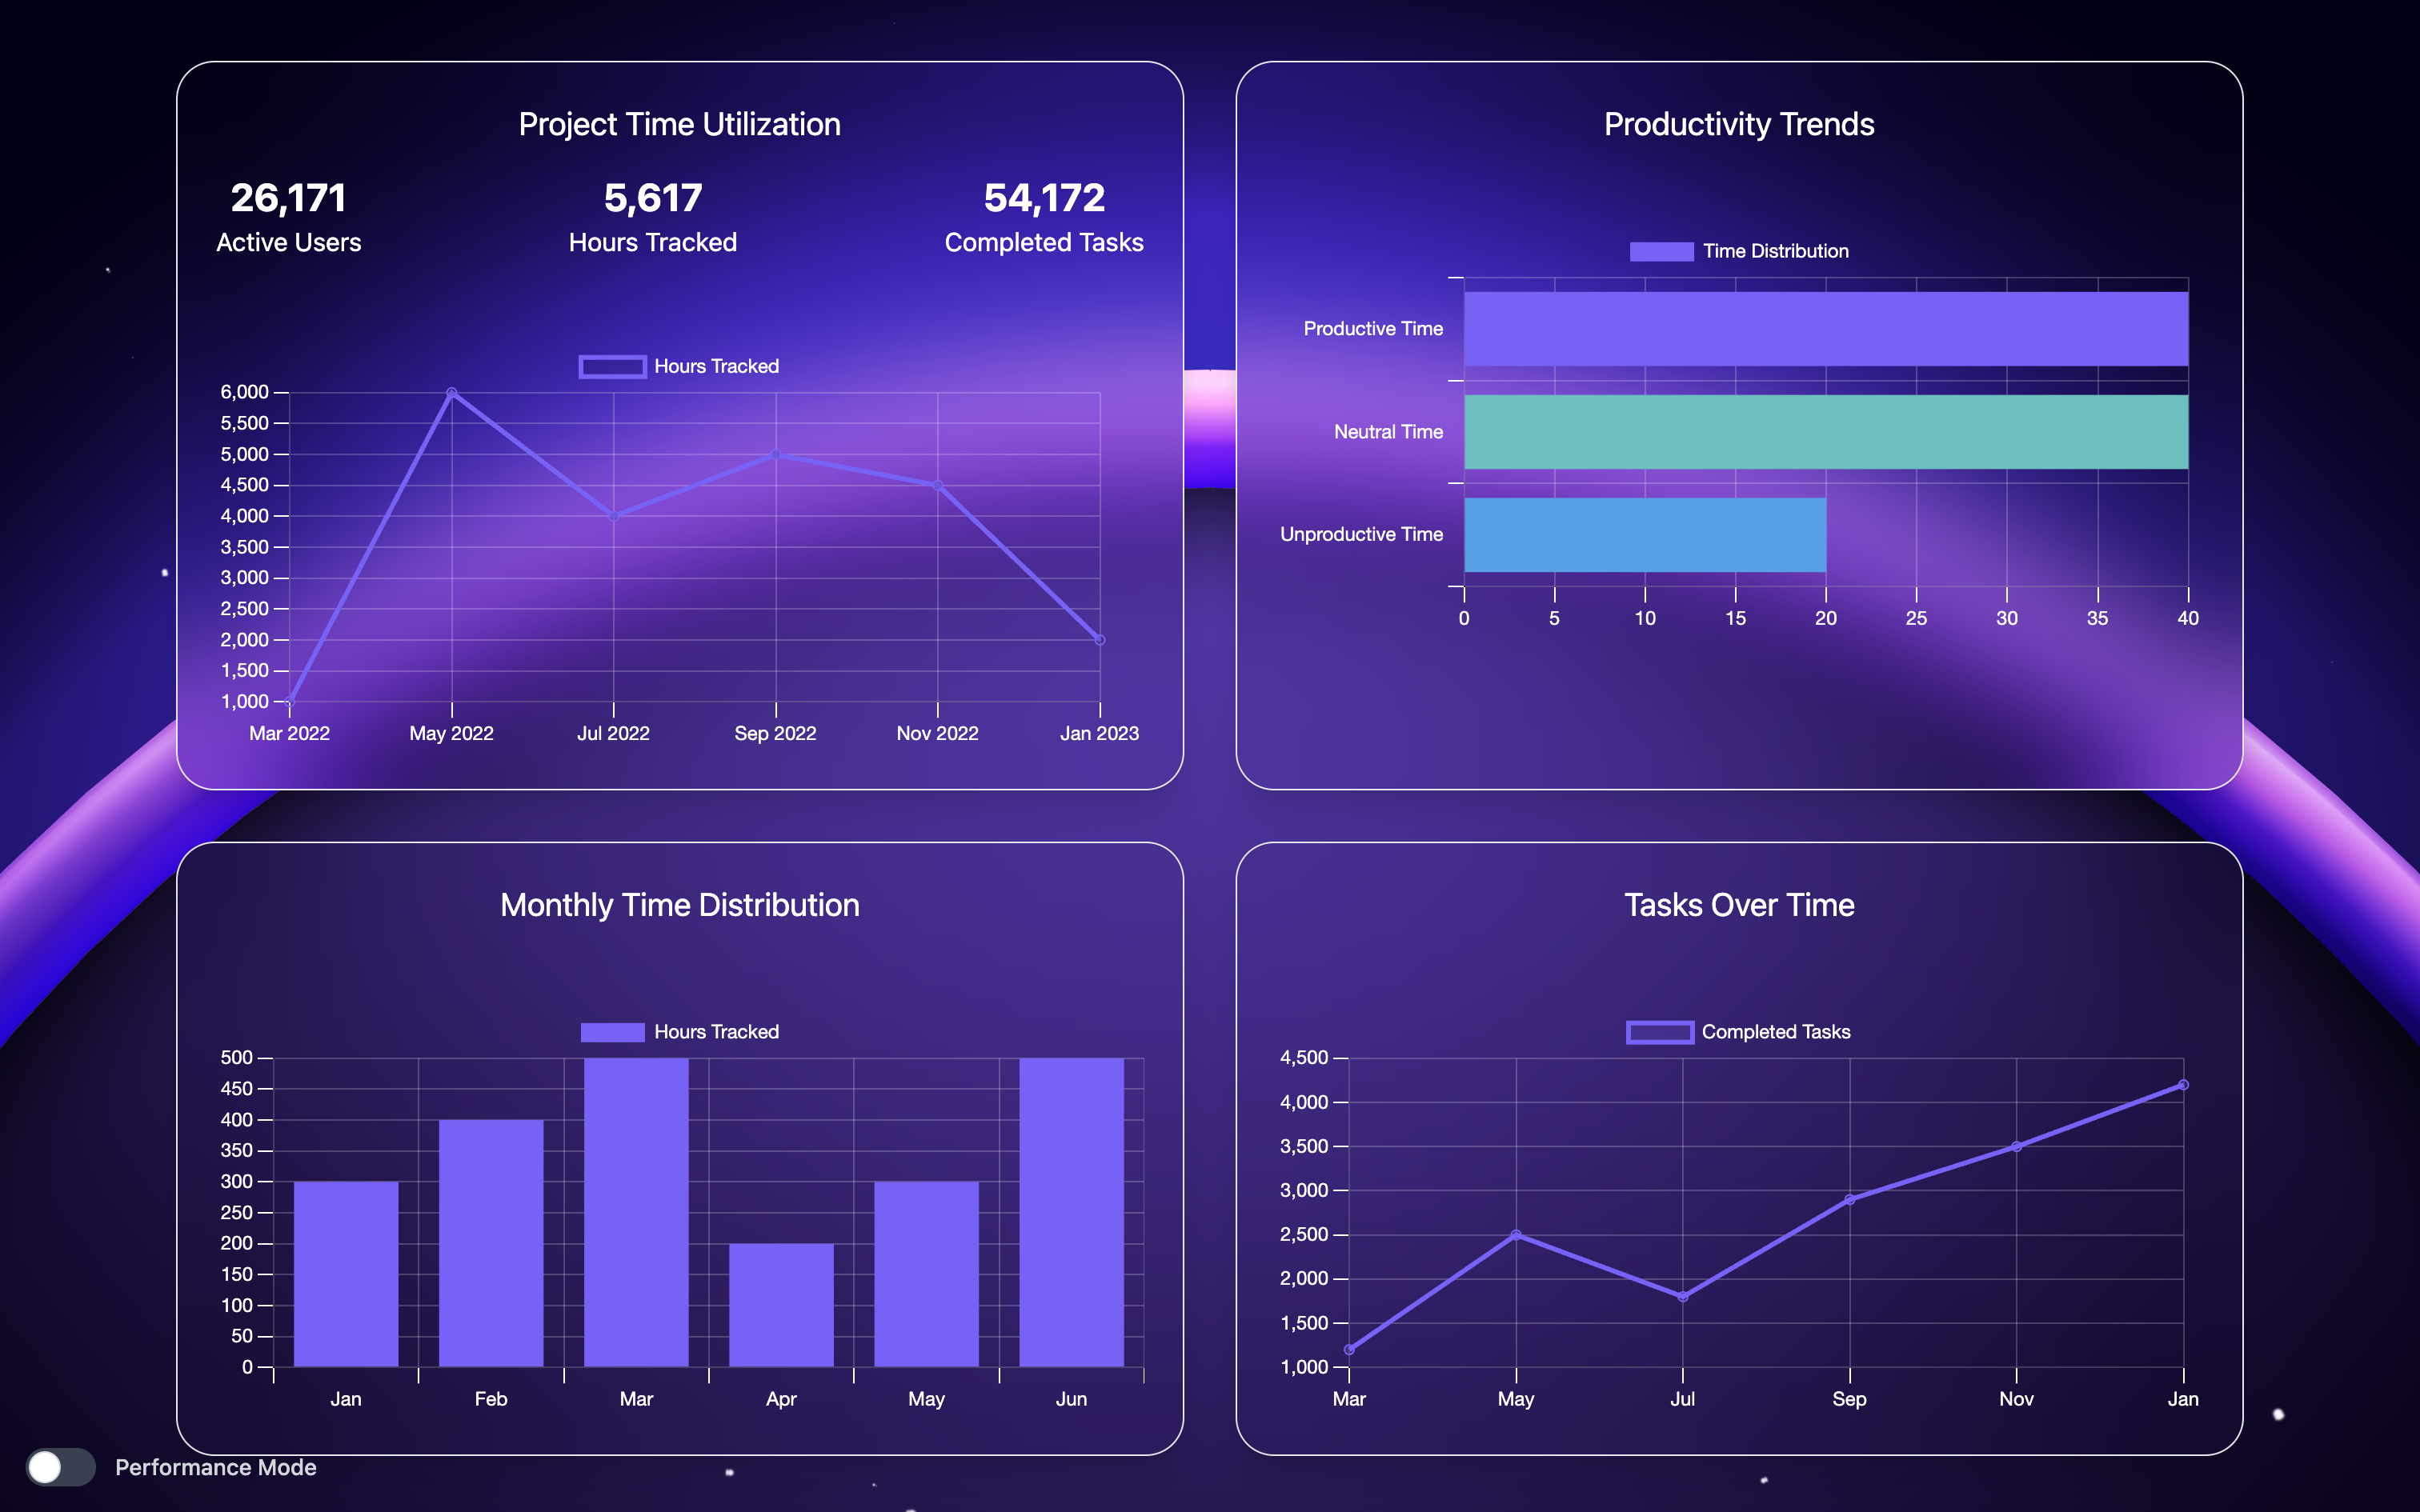 Project Time Utilization
26,171 5,617 54,172
Active Users Hours Tracked Completed Tasks
Hours Tracked
6,000
5,500
5,000
4,500
4,000
3,500
3,000
2,500
2,000
1,500
1,000
Mar 2022 May 2022 Jul 2022 Sep 2022 Nov 2022 Jan 2023
Productivity Trends
Time Distribution
Productive Time
Neutral Time
Unproductive Time
0 5 10 15 20 25 30 35 40
Monthly Time Distribution
Hours Tracked
500
450
400
350
300
250
200
150
100
50
0
Jan Feb Mar Apr May Jun
Tasks Over Time
Completed Tasks
4,500
4,000
3,500
3,000
2,500
2,000
1,500
1,000
Mar May Jul Sep Nov Jan
Performance Mode